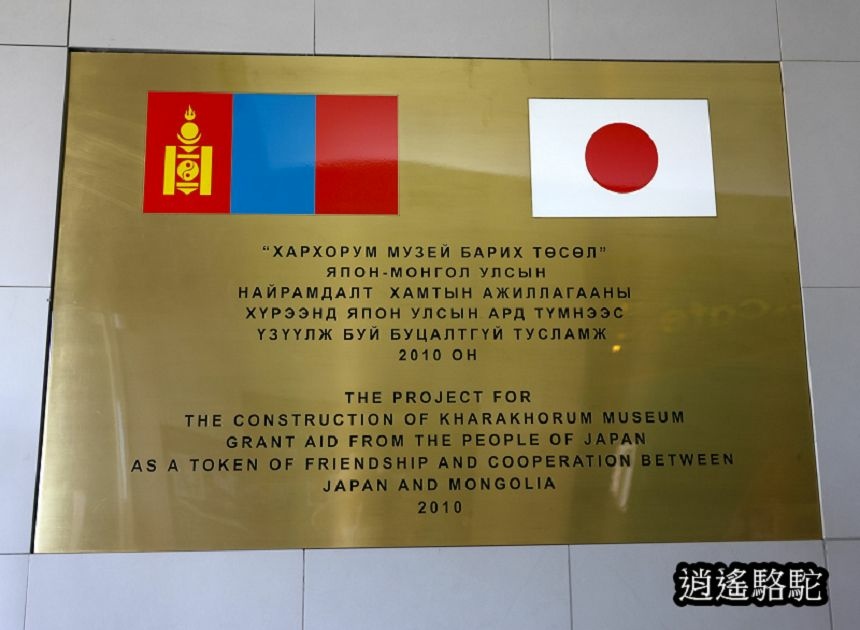 "ХАРХОРУМ МУЗЕЙ БАРИХ ТӨСӨЛ"
ЯПОН-МОНГОЛ УЛСЫН
НАЙРАМДАЛТ ХАМТЫН АЖИЛЛАГААНЫ
ХҮРЭЭНД ЯПОН УЛСЫН АРД ТҮМНЭЭС
ҮЗҮҮЛЖ БУЙ БУЦАЛТГҮЙ ТУСЛАМЖ
2010 ОН
THE PROJECT FOR
THE CONSTRUCTION OF KHARAKHORUM MUSEUM
GRANT AID FROM THE PEOPLE OF JAPAN
AS A TOKEN OF FRIENDSHIP AND COOPERATION BETWEEN
JAPAN AND MONGOLIA
2010
逍遙駱駝